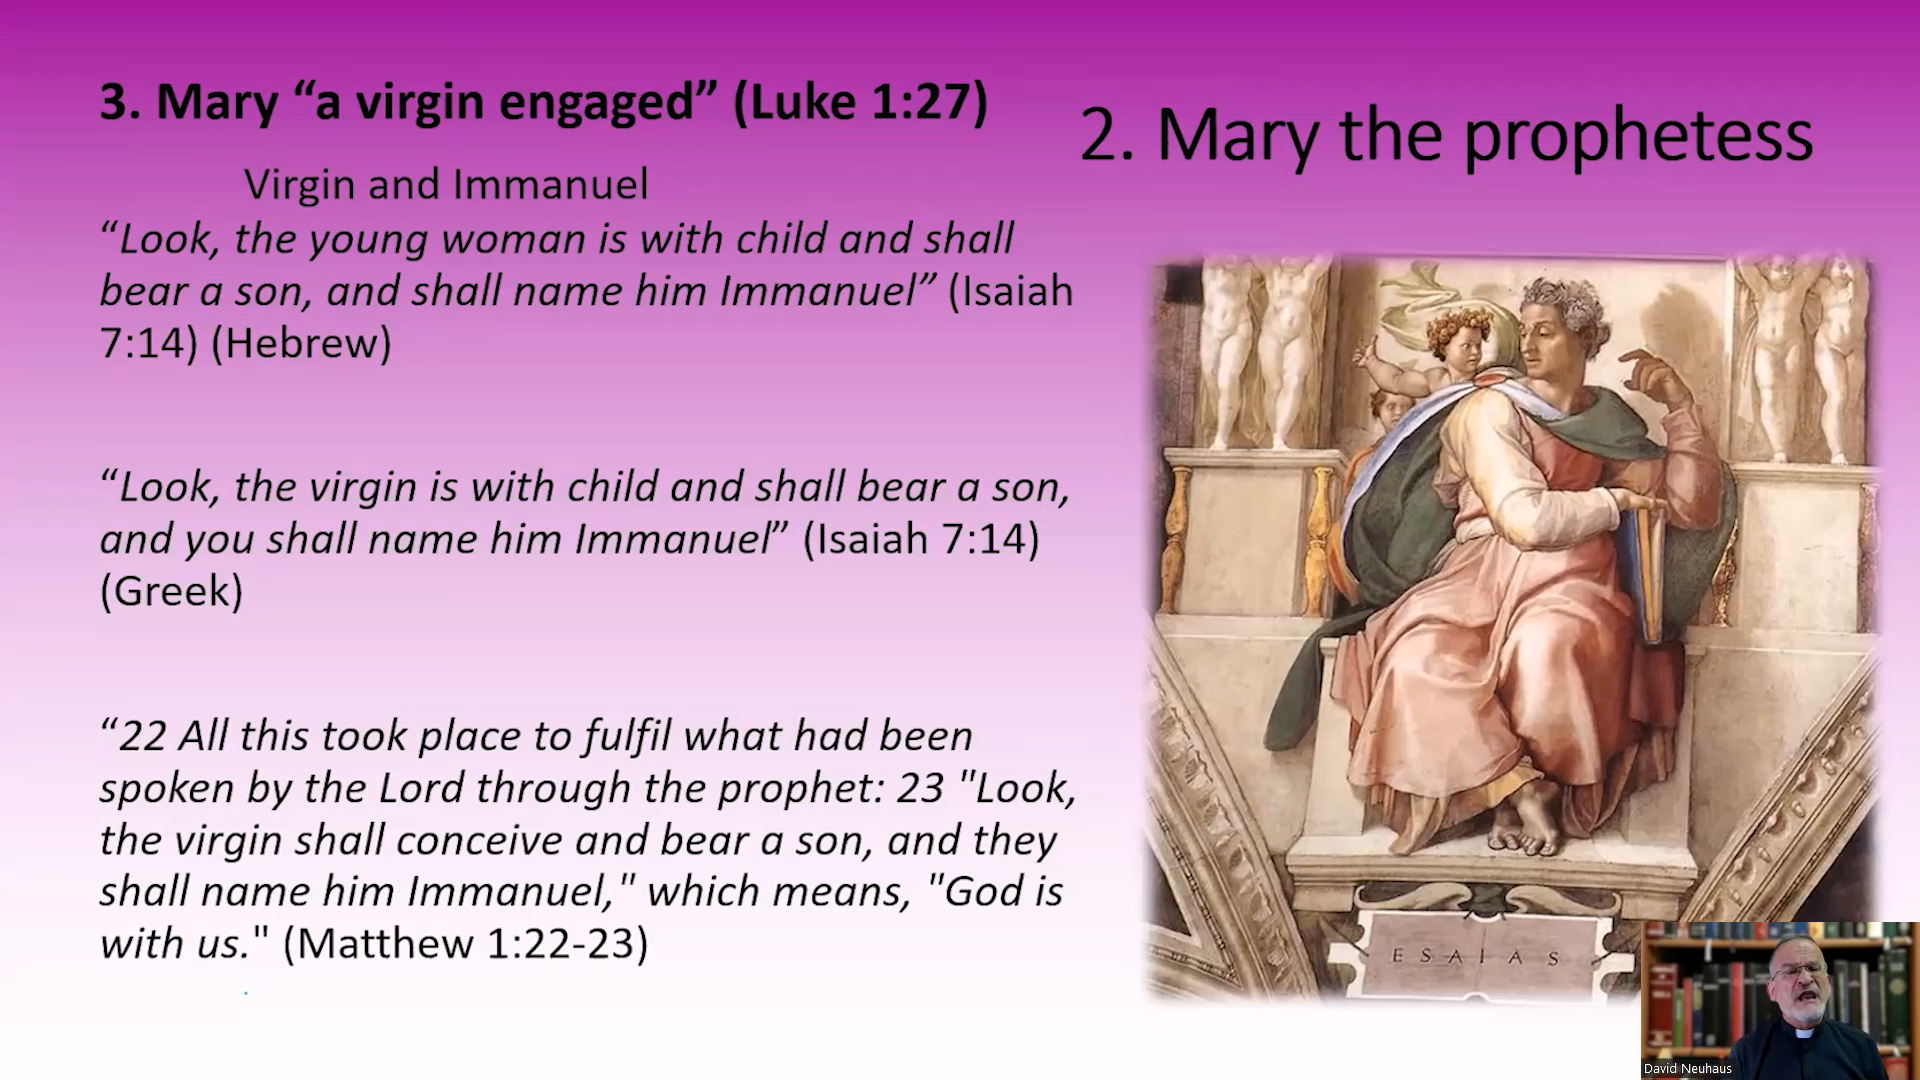 3. Mary “a virgin engaged” (Luke 1:27)
Virgin and Immanuel
“Look, the young woman is with child and shall
bear a son, and shall name him Immanuel” (Isaiah
7:14) (Hebrew)
“Look, the virgin is with child and shall bear a son,
and you shall name him Immanuel” (Isaiah 7:14)
(Greek)
“22 All this took place to fulfil what had been
spoken by the Lord through the prophet: 23 "Look,
the virgin shall conceive and bear a son, and they
shall name him Immanuel," which means, "God is
with us." (Matthew 1:22-23)
2. Mary the prophetess
ESAIAS
David Neuhaus